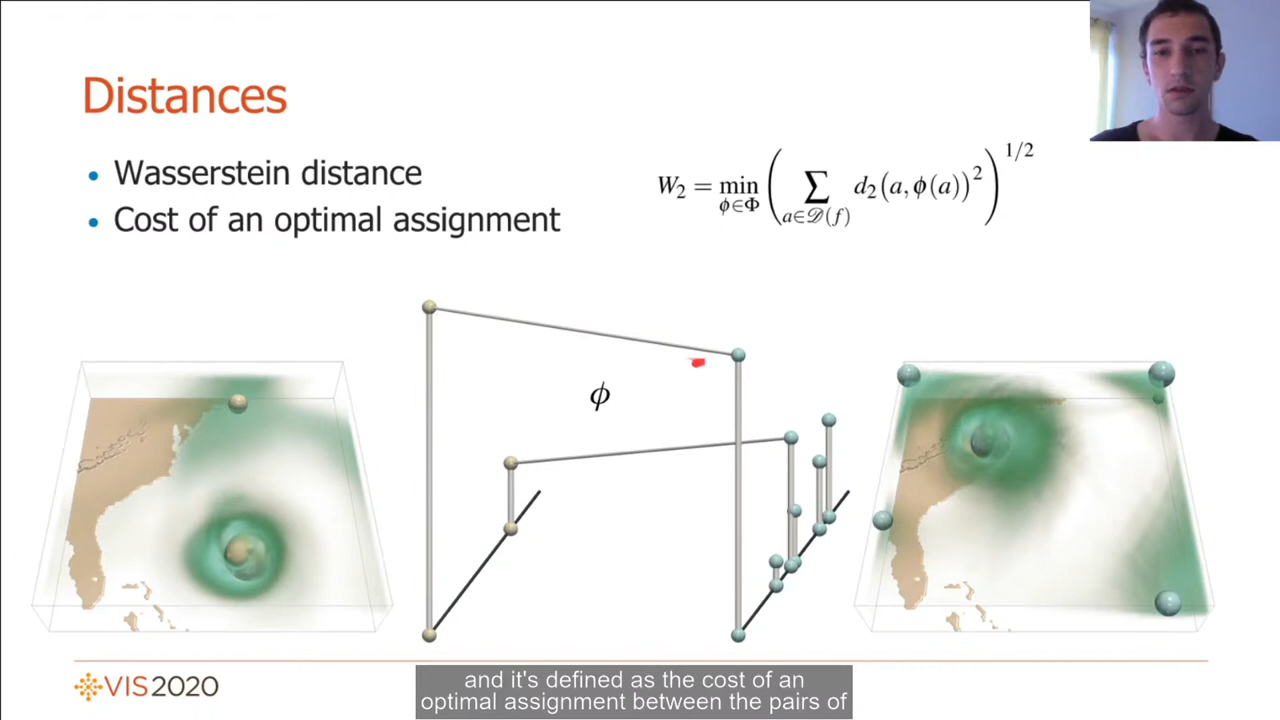 Distances
• Wasserstein distance
• Cost of an optimal assignment
W₂ = min_{ϕ∈Φ} ( ∑_{a∈𝒟(f)} d₂(a,ϕ(a))² )^{1/2}
ϕ
VIS2020
and it's defined as the cost of an
optimal assignment between the pairs of